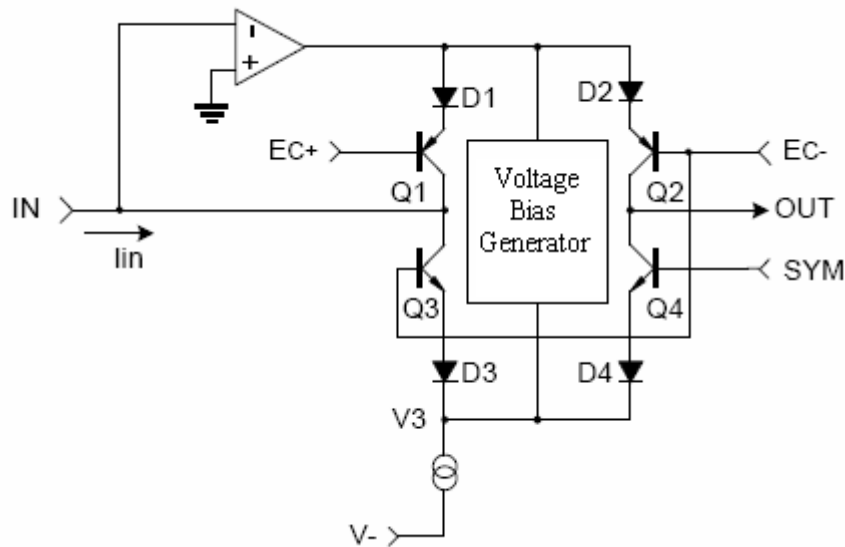 D1
D2
EC+
EC-
Q1
Q2
Voltage
Bias
Generator
IN
OUT
Iin
SYM
Q3
Q4
D3
D4
V3
V-